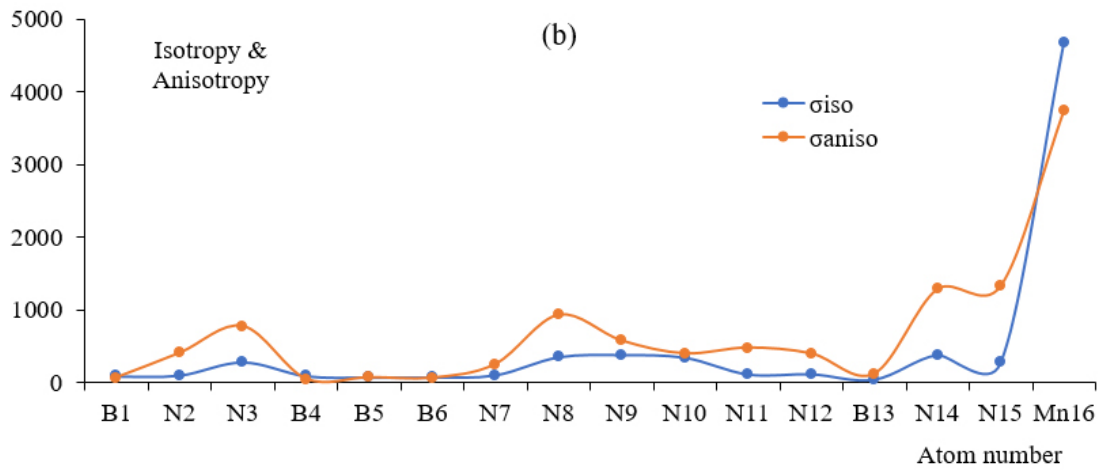 5000
4000
3000
2000
1000
0
Isotropy &
Anisotropy
(b)
σiso
σaniso
B1 N2 N3 B4 B5 B6 N7 N8 N9 N10 N11 N12 B13 N14 N15 Mn16
Atom number